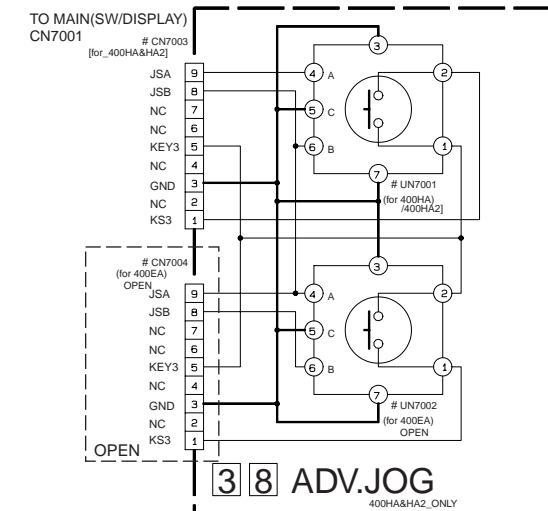 TO MAIN(SW/DISPLAY)
CN7001
# CN7003
[for_400HA&HA2]
JSA 9
JSB 8
NC 7
NC 6
KEY3 5
NC 4
GND 3
NC 2
KS3 1
3
4 A
2
5 C
6 B
1
7
# UN7001
(for 400HA)
/400HA2]
# CN7004
(for 400EA)
OPEN
JSA 9
JSB 8
NC 7
NC 6
KEY3 5
NC 4
GND 3
NC 2
KS3 1
OPEN
3
4 A
2
5 C
6 B
1
7
# UN7002
(for 400EA)
OPEN
3 8 ADV.JOG
400HA&HA2_ONLY